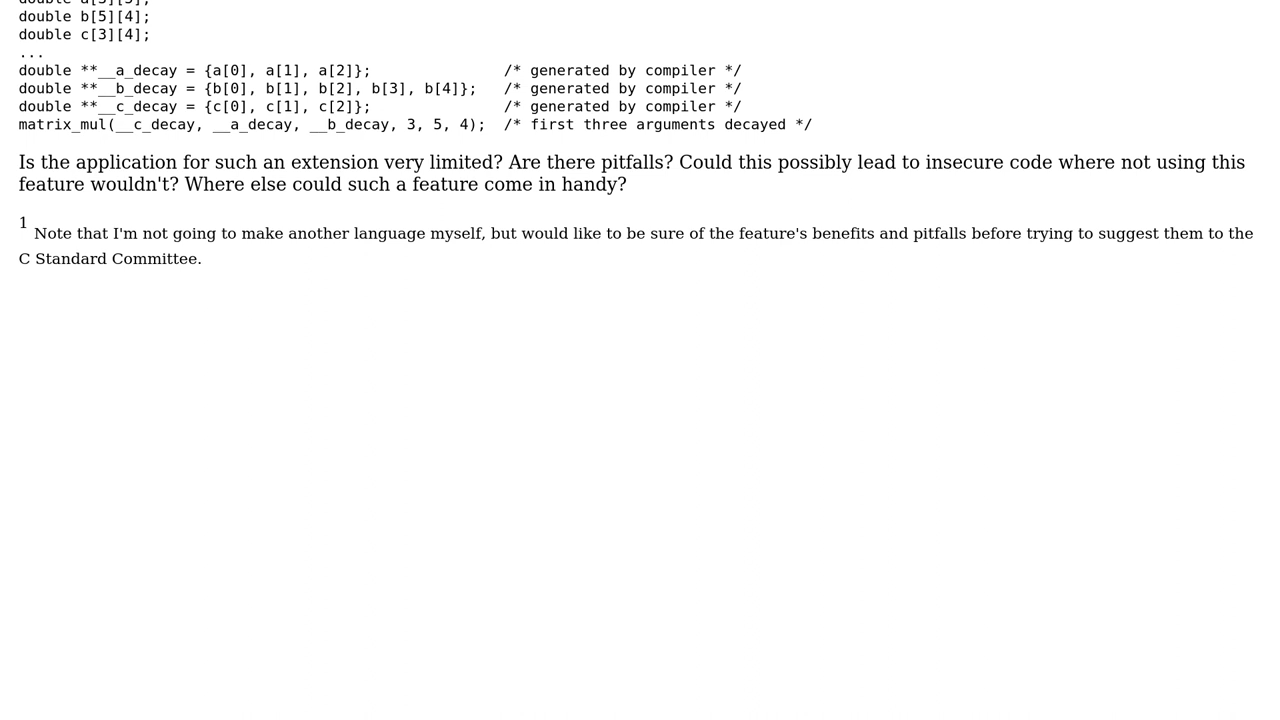 double a[3][5];
double b[5][4];
double c[3][4];
...
double **__a_decay = {a[0], a[1], a[2]};               /* generated by compiler */
double **__b_decay = {b[0], b[1], b[2], b[3], b[4]};   /* generated by compiler */
double **__c_decay = {c[0], c[1], c[2]};               /* generated by compiler */
matrix_mul(__c_decay, __a_decay, __b_decay, 3, 5, 4);  /* first three arguments decayed */
Is the application for such an extension very limited? Are there pitfalls? Could this possibly lead to insecure code where not using this
feature wouldn't? Where else could such a feature come in handy?
1 Note that I'm not going to make another language myself, but would like to be sure of the feature's benefits and pitfalls before trying to suggest them to the
C Standard Committee.